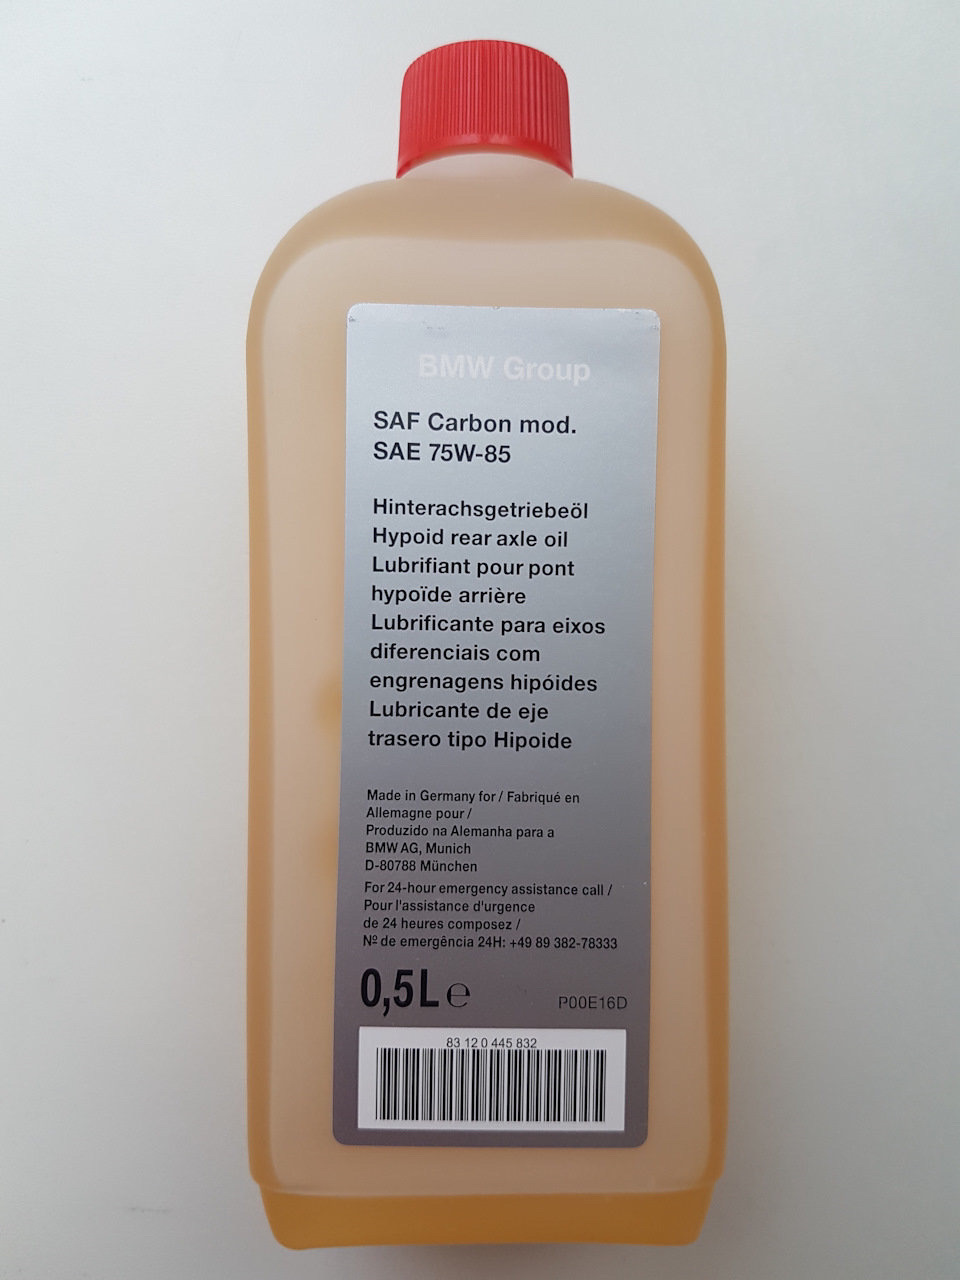 BMW Group
SAF Carbon mod.
SAE 75W-85
Hinterachsgetriebeöl
Hypoid rear axle oil
Lubrifiant pour pont
hypoïde arrière
Lubrificante para eixos
diferenciais com
engrenagens hipóides
Lubricante de eje
trasero tipo Hipoide
Made in Germany for / Fabriqué en
Allemagne pour /
Produzido na Alemanha para a
BMW AG, Munich
D-80788 München
For 24-hour emergency assistance call /
Pour l'assistance d'urgence
de 24 heures composez /
Nº de emergência 24H: +49 89 382-78333
0,5L ℮ P00E16D
83 12 0 445 832